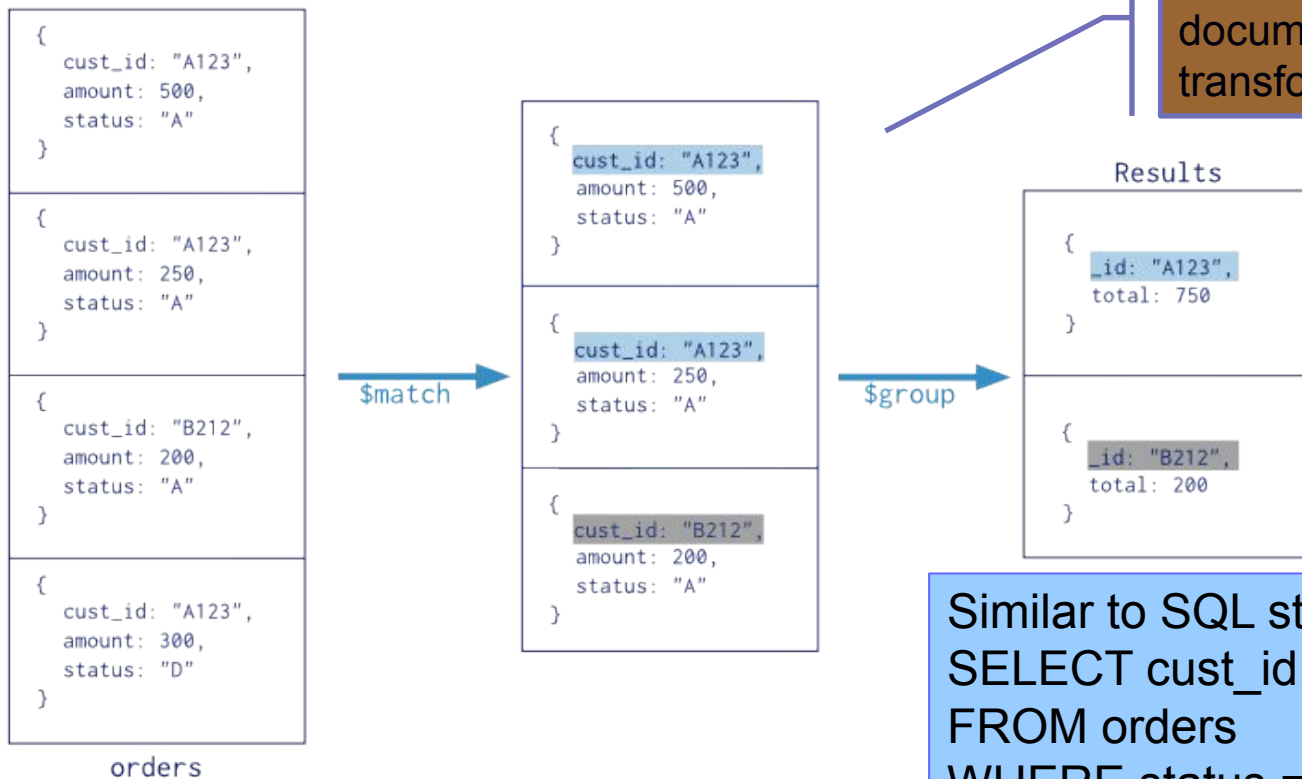 {
cust_id: "A123",
amount: 500,
status: "A"
}
{
cust_id: "A123",
amount: 250,
status: "A"
}
{
cust_id: "B212",
amount: 200,
status: "A"
}
{
cust_id: "A123",
amount: 300,
status: "D"
}
orders
$match
{
cust_id: "A123",
amount: 500,
status: "A"
}
{
cust_id: "A123",
amount: 250,
status: "A"
}
{
cust_id: "B212",
amount: 200,
status: "A"
}
$group
Results
{
_id: "A123",
total: 750
}
{
_id: "B212",
total: 200
}
Similar to SQL
SELECT cust_id
FROM orders
WHERE status =